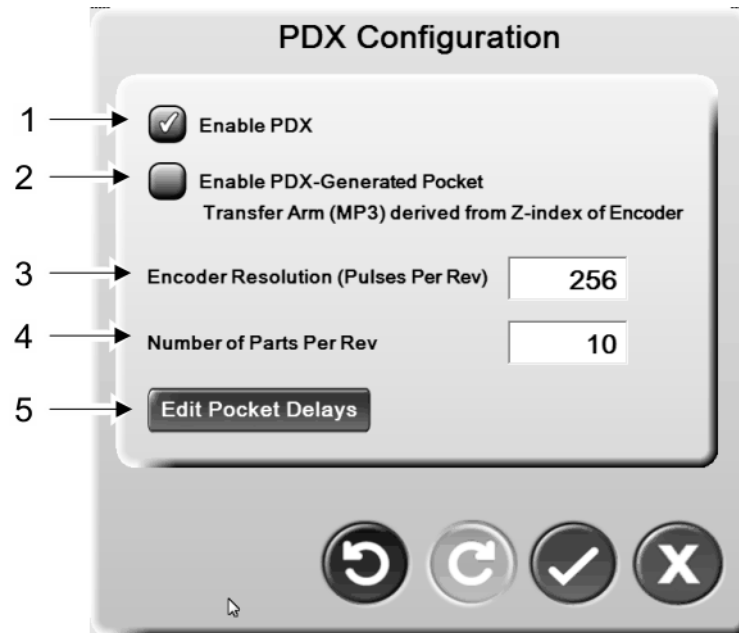 PDX Configuration
1 Enable PDX
2 Enable PDX-Generated Pocket
Transfer Arm (MP3) derived from Z-index of Encoder
3 Encoder Resolution (Pulses Per Rev) 256
4 Number of Parts Per Rev 10
5 Edit Pocket Delays